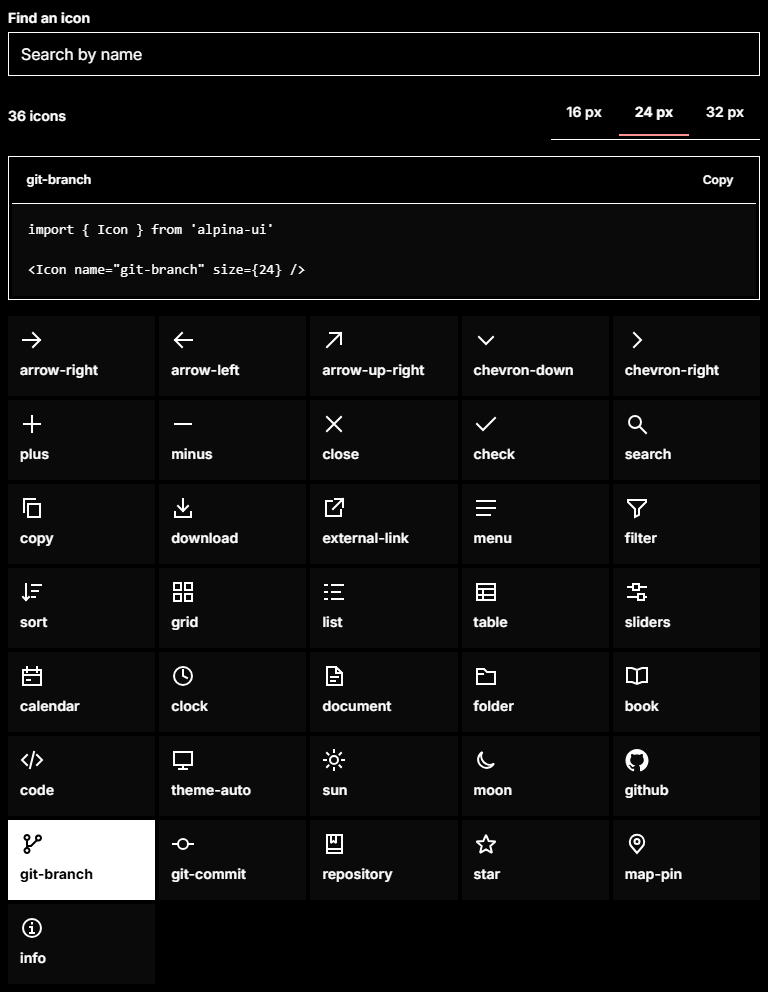 Find an icon
Search by name
36 icons
16 px 24 px 32 px
git-branch Copy
import { Icon } from 'alpina-ui'
<Icon name="git-branch" size={24} />
arrow-right arrow-left arrow-up-right chevron-down chevron-right
plus minus close check search
copy download external-link menu filter
sort grid list table sliders
calendar clock document folder book
code theme-auto sun moon github
git-branch git-commit repository star map-pin
info